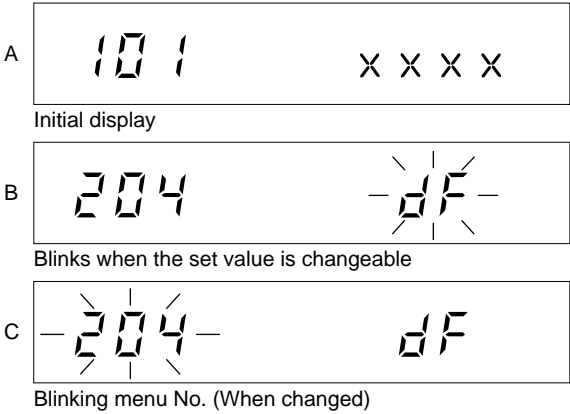 A 101 x x x x
Initial display
B 204 dF
Blinks when the set value is changeable
C 204 dF
Blinking menu No. (When changed)